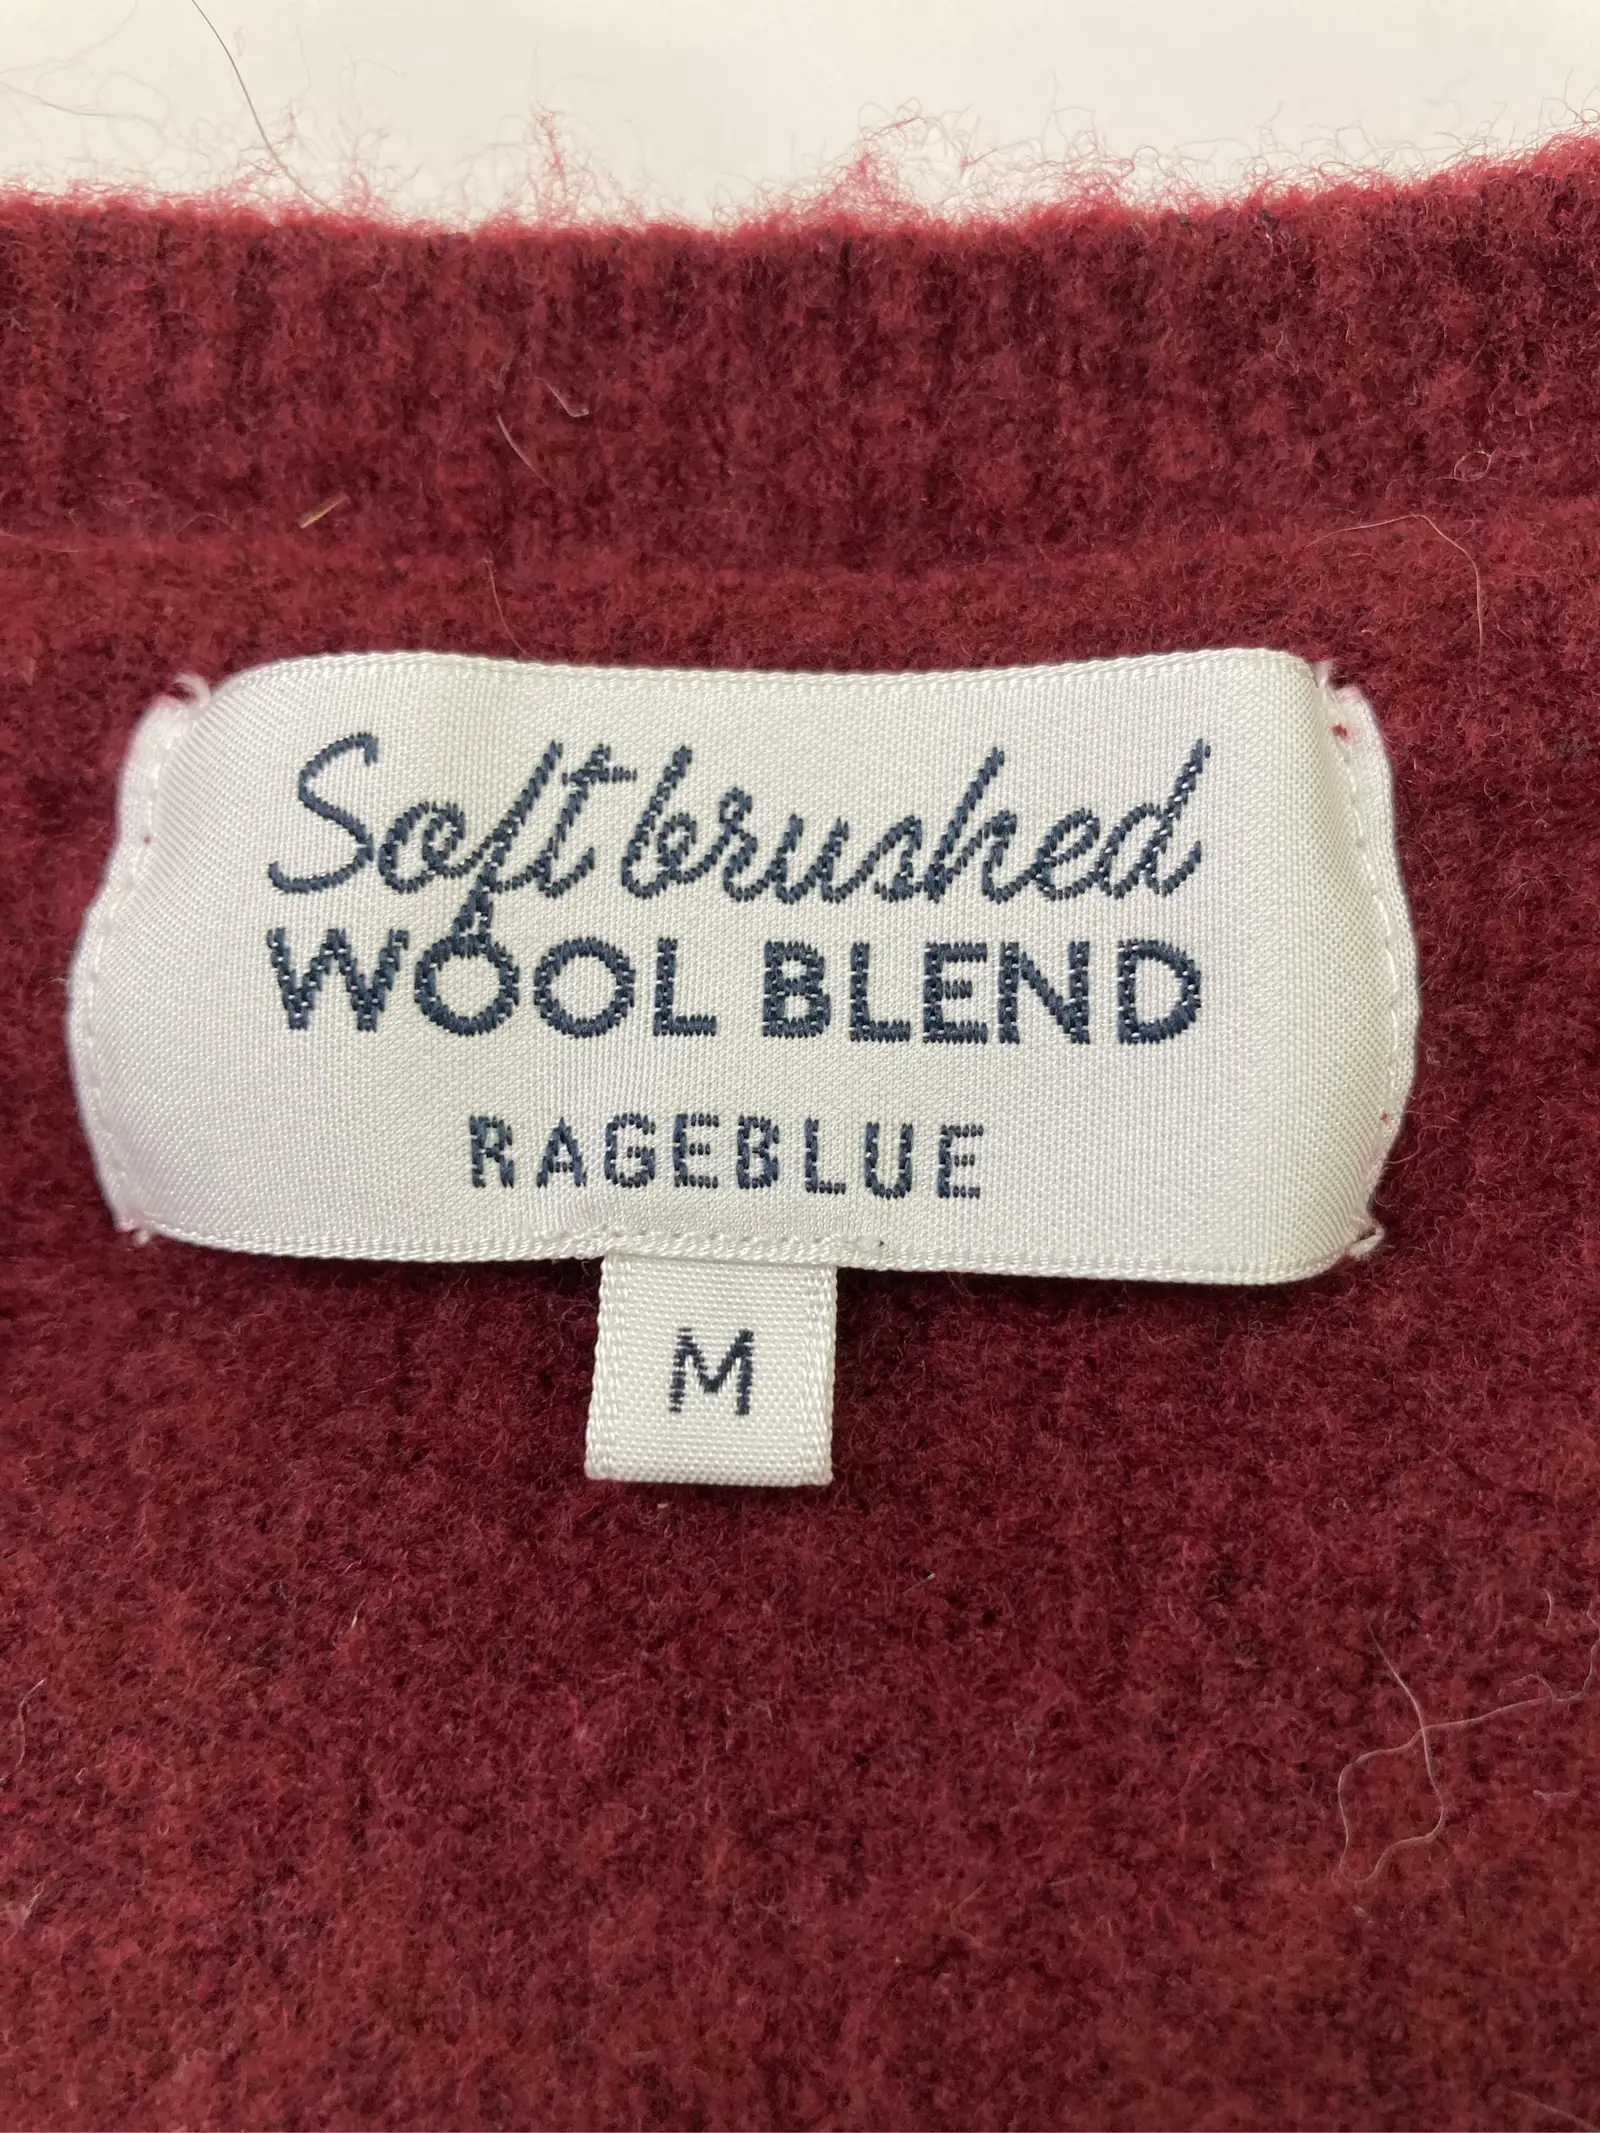 Soft brushed
WOOL BLEND
RAGEBLUE
M